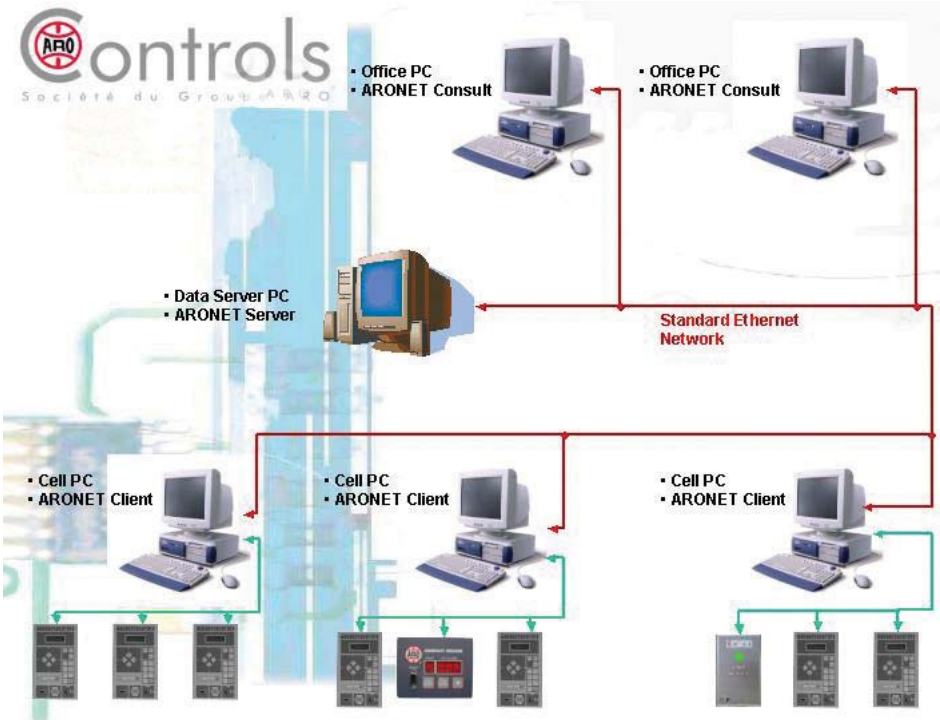 ARO
Controls
Société du Groupe ARO
▪ Office PC
▪ ARONET Consult
▪ Office PC
▪ ARONET Consult
▪ Data Server PC
▪ ARONET Server
Standard Ethernet
Network
▪ Cell PC
▪ ARONET Client
▪ Cell PC
▪ ARONET Client
▪ Cell PC
▪ ARONET Client
ARO